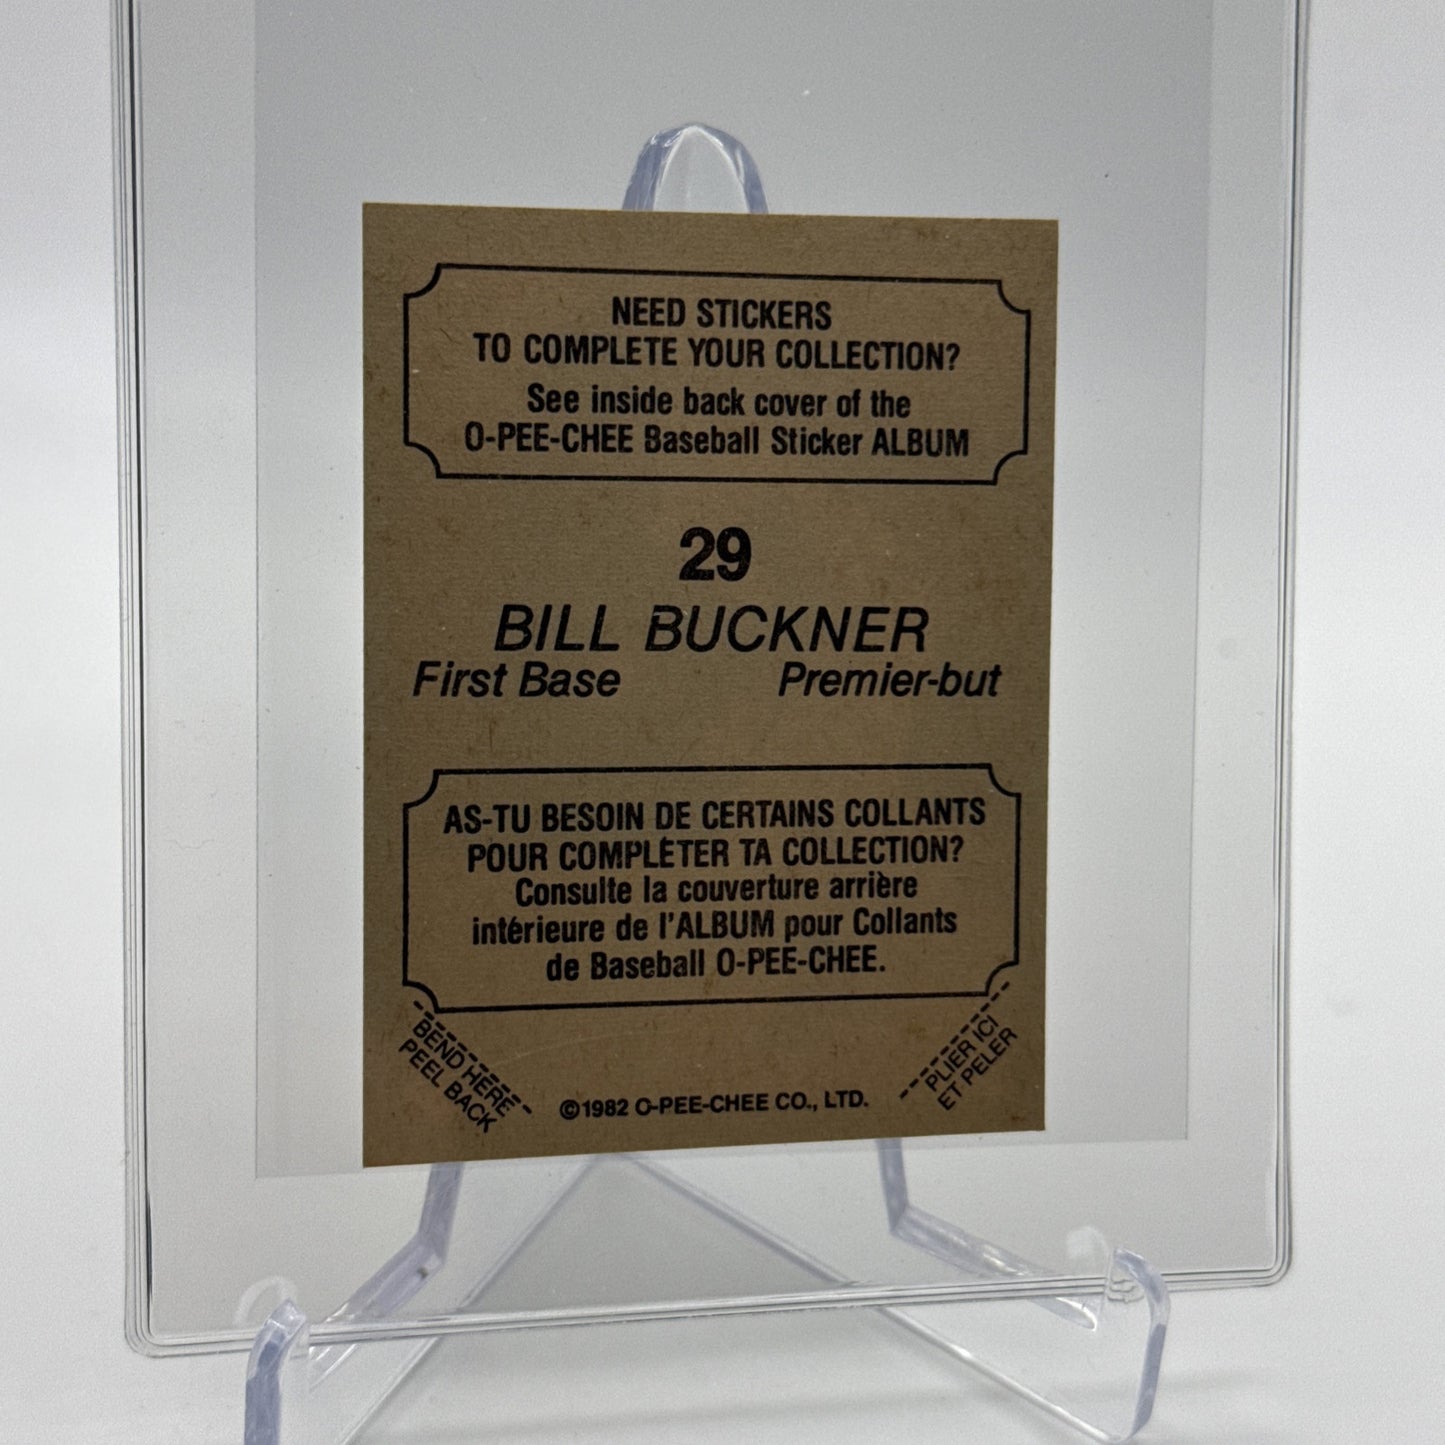 NEED STICKERS
TO COMPLETE YOUR COLLECTION?
See inside back cover of the
O-PEE-CHEE Baseball Sticker ALBUM
29
BILL BUCKNER
First Base Premier-but
AS-TU BESOIN DE CERTAINS COLLANTS
POUR COMPLÉTER TA COLLECTION?
Consulte la couverture arrière
intérieure de l'ALBUM pour Collants
de Baseball O-PEE-CHEE.
BEND HERE
PEEL BACK
©1982 O-PEE-CHEE CO., LTD.
PLIER ICI
ET PELER